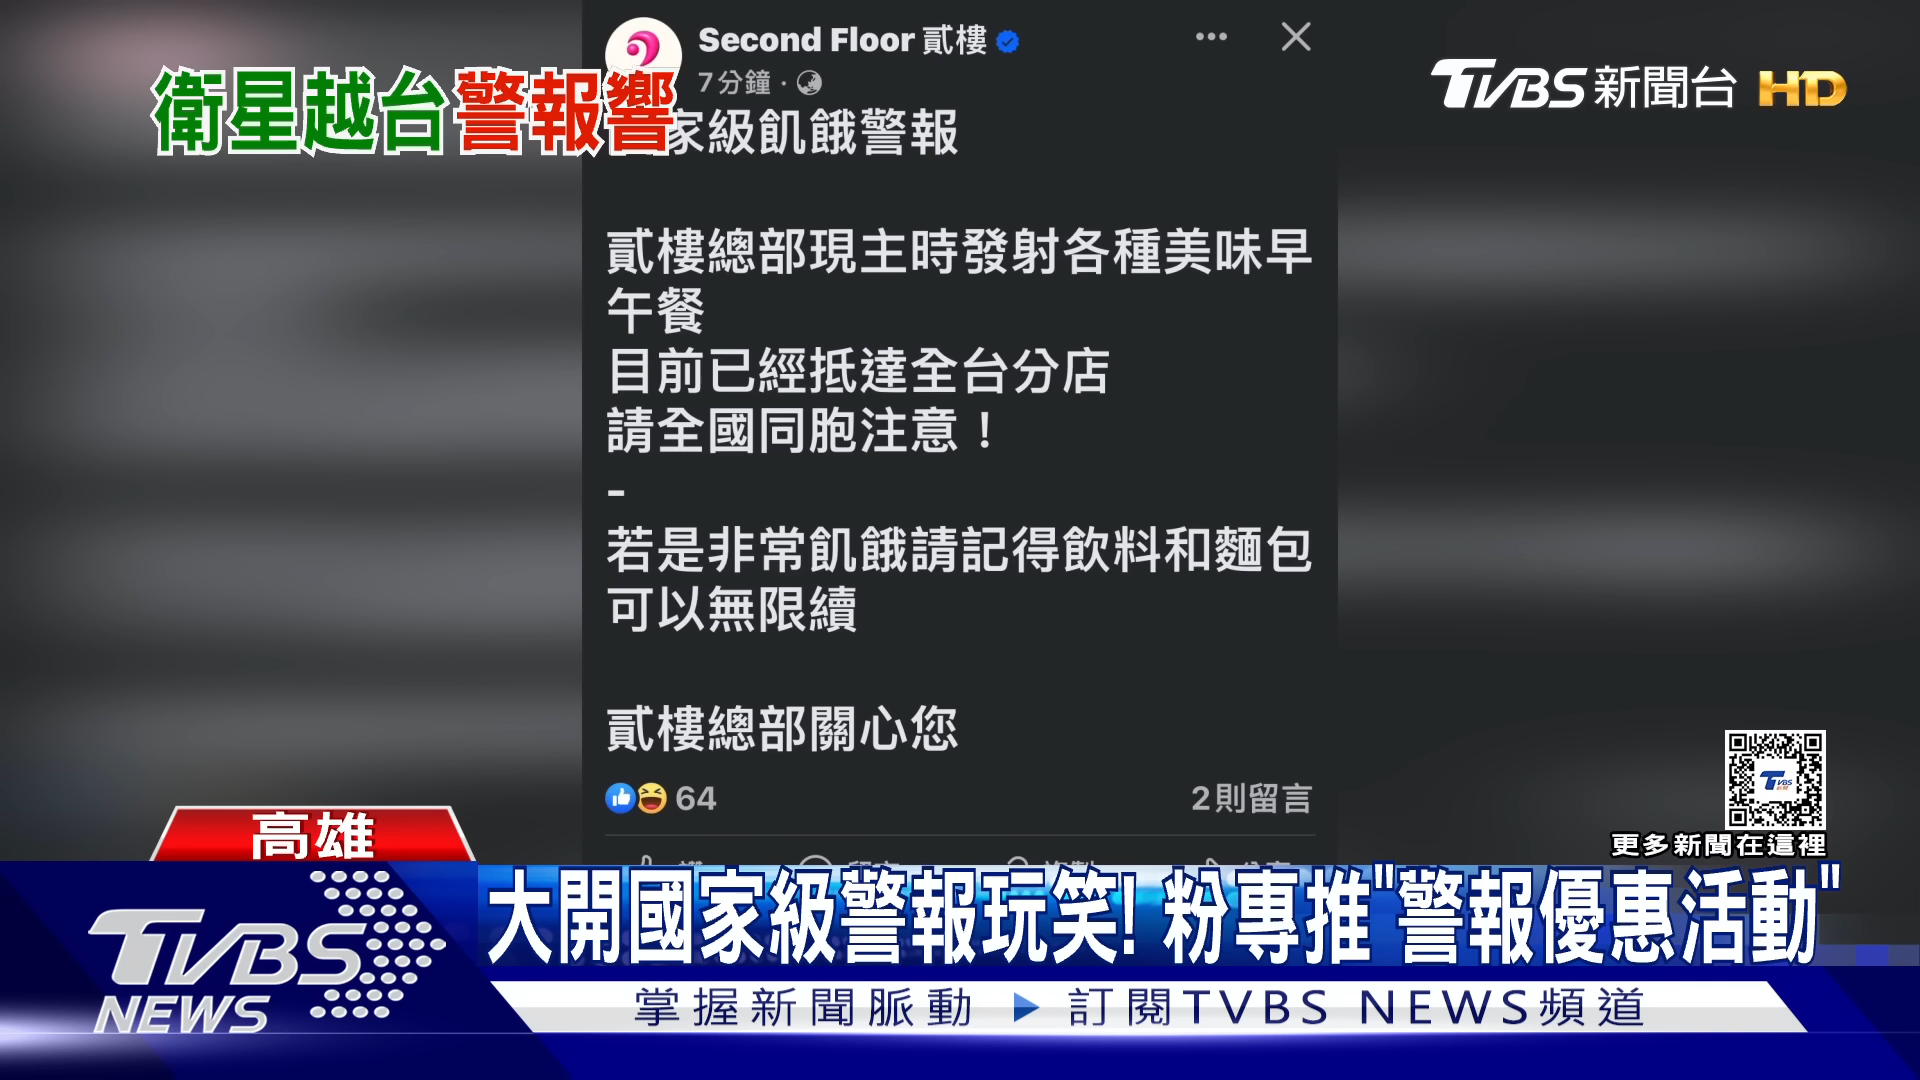 Second Floor 貳樓
7分鐘
衛星越台警報響
TVBS新聞台 HD
家級飢餓警報
貳樓總部現主時發射各種美味早
午餐
目前已經抵達全台分店
請全國同胞注意！
-
若是非常飢餓請記得飲料和麵包
可以無限續
貳樓總部關心您
64
2則留言
TVBS
新聞
更多新聞在這裡
高雄
大開國家級警報玩笑! 粉專推"警報優惠活動"
TVBS
NEWS
掌握新聞脈動 ▶ 訂閱TVBS NEWS頻道